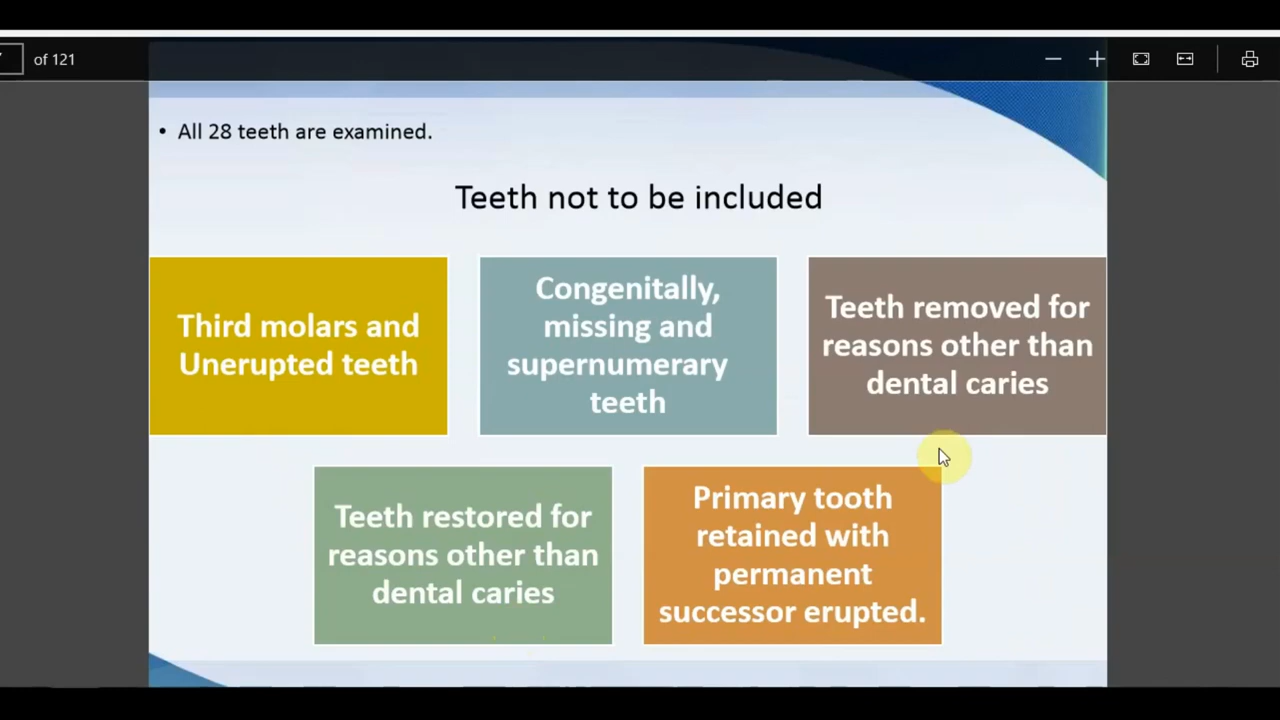 of 121
• All 28 teeth are examined.
Teeth not to be included
Third molars and
Unerupted teeth
Congenitally,
missing and
supernumerary
teeth
Teeth removed for
reasons other than
dental caries
Teeth restored for
reasons other than
dental caries
Primary tooth
retained with
permanent
successor erupted.